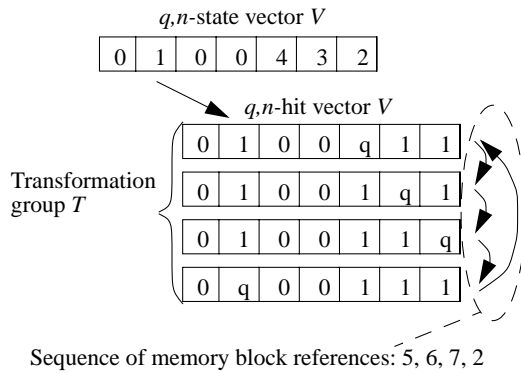 q,n-state vector V
0 1 0 0 4 3 2
q,n-hit vector V
0 1 0 0 q 1 1
Transformation
group T
0 1 0 0 1 q 1
0 1 0 0 1 1 q
0 q 0 0 1 1 1
Sequence of memory block references: 5, 6, 7, 2